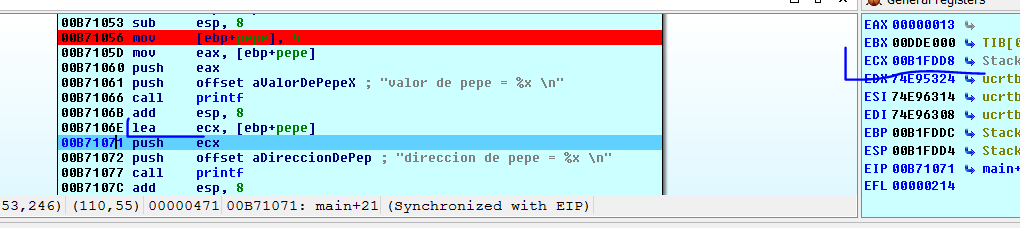 General registers
00B71053 sub esp, 8
00B71056 mov [ebp+pepe],
00B7105D mov eax, [ebp+pepe]
00B71060 push eax
00B71061 push offset aValorDePepeX ; "valor de pepe = %x \n"
00B71066 call printf
00B7106B add esp, 8
00B7106E lea ecx, [ebp+pepe]
00B71071 push ecx
00B71072 push offset aDireccionDePep ; "direccion de pepe = %x \n"
00B71077 call printf
00B7107C add esp, 8
53,246) (110,55) 00000471 00B71071: main+21 (Synchronized with EIP)
EAX 00000013
EBX 00DDE000 TIB[
ECX 00B1FDD8 Stack
EDX 74E95324 ucrtb
ESI 74E96314 ucrtb
EDI 74E96308 ucrtb
EBP 00B1FDDC Stack
ESP 00B1FDD4 Stack
EIP 00B71071 main+
EFL 00000214